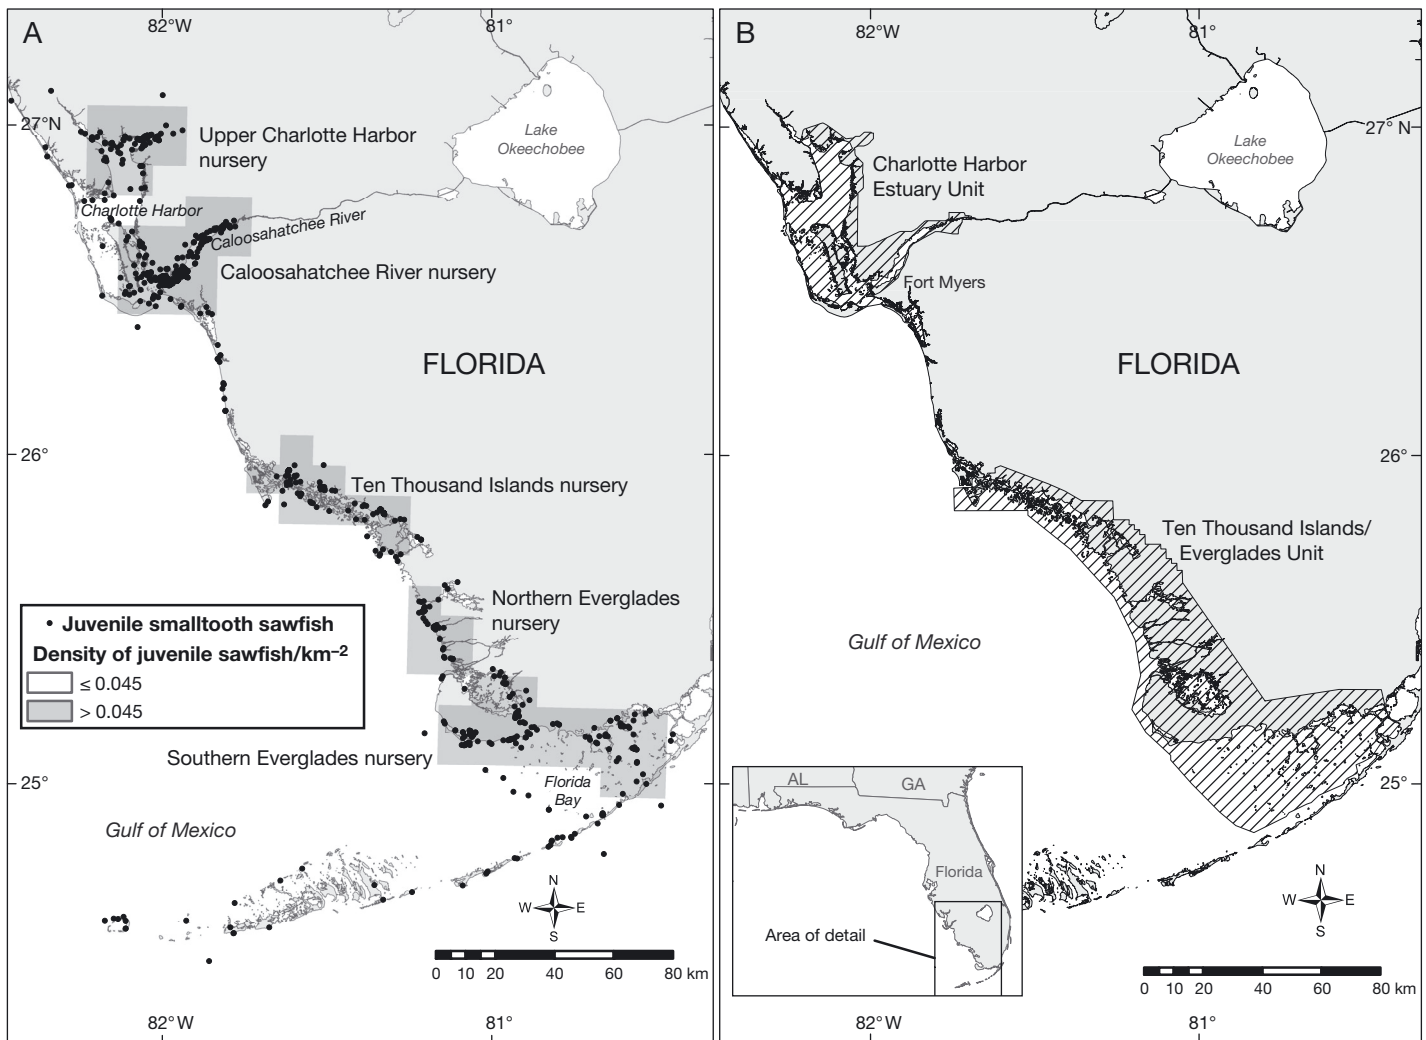 A
82°W
81°
27°N
Upper Charlotte Harbor
nursery
Lake
Okeechobee
Charlotte Harbor
Caloosahatchee River
Caloosahatchee River nursery
FLORIDA
26°
Ten Thousand Islands nursery
Northern Everglades
nursery
• Juvenile smalltooth sawfish
Density of juvenile sawfish/km–2
≤ 0.045
> 0.045
Southern Everglades nursery
Florida
Bay
25°
Gulf of Mexico
N
W
E
S
0 10 20 40 60 80 km
82°W
81°
B
82°W
81°
27° N
Charlotte Harbor
Estuary Unit
Lake
Okeechobee
Fort Myers
FLORIDA
26°
Ten Thousand Islands/
Everglades Unit
Gulf of Mexico
25°
AL
GA
Florida
Area of detail
N
W
E
S
0 10 20 40 60 80 km
82°W
81°